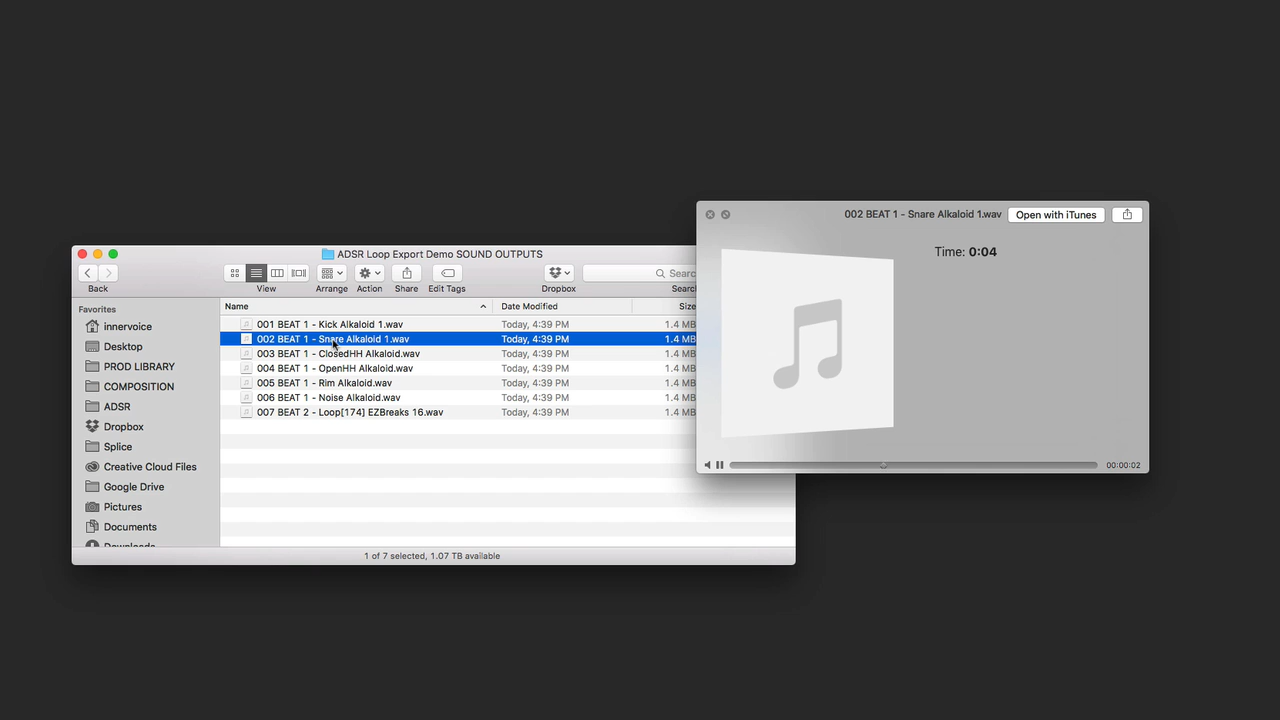 002 BEAT 1 - Snare Alkaloid 1.wav
Open with iTunes
Time: 0:04
00:00:02
ADSR Loop Export Demo SOUND OUTPUTS
Searc
Back
View
Arrange
Action
Share
Edit Tags
Dropbox
Search
Favorites
innervoice
Desktop
PROD LIBRARY
COMPOSITION
ADSR
Dropbox
Splice
Creative Cloud Files
Google Drive
Pictures
Documents
Downloads
Name Date Modified Size
001 BEAT 1 - Kick Alkaloid 1.wav Today, 4:39 PM 1.4 MB
002 BEAT 1 - Snare Alkaloid 1.wav Today, 4:39 PM 1.4 MB
003 BEAT 1 - ClosedHH Alkaloid.wav Today, 4:39 PM 1.4 MB
004 BEAT 1 - OpenHH Alkaloid.wav Today, 4:39 PM 1.4 MB
005 BEAT 1 - Rim Alkaloid.wav Today, 4:39 PM 1.4 MB
006 BEAT 1 - Noise Alkaloid.wav Today, 4:39 PM 1.4 MB
007 BEAT 2 - Loop[174] EZBreaks 16.wav Today, 4:39 PM 1.4 MB
1 of 7 selected, 1.07 TB available